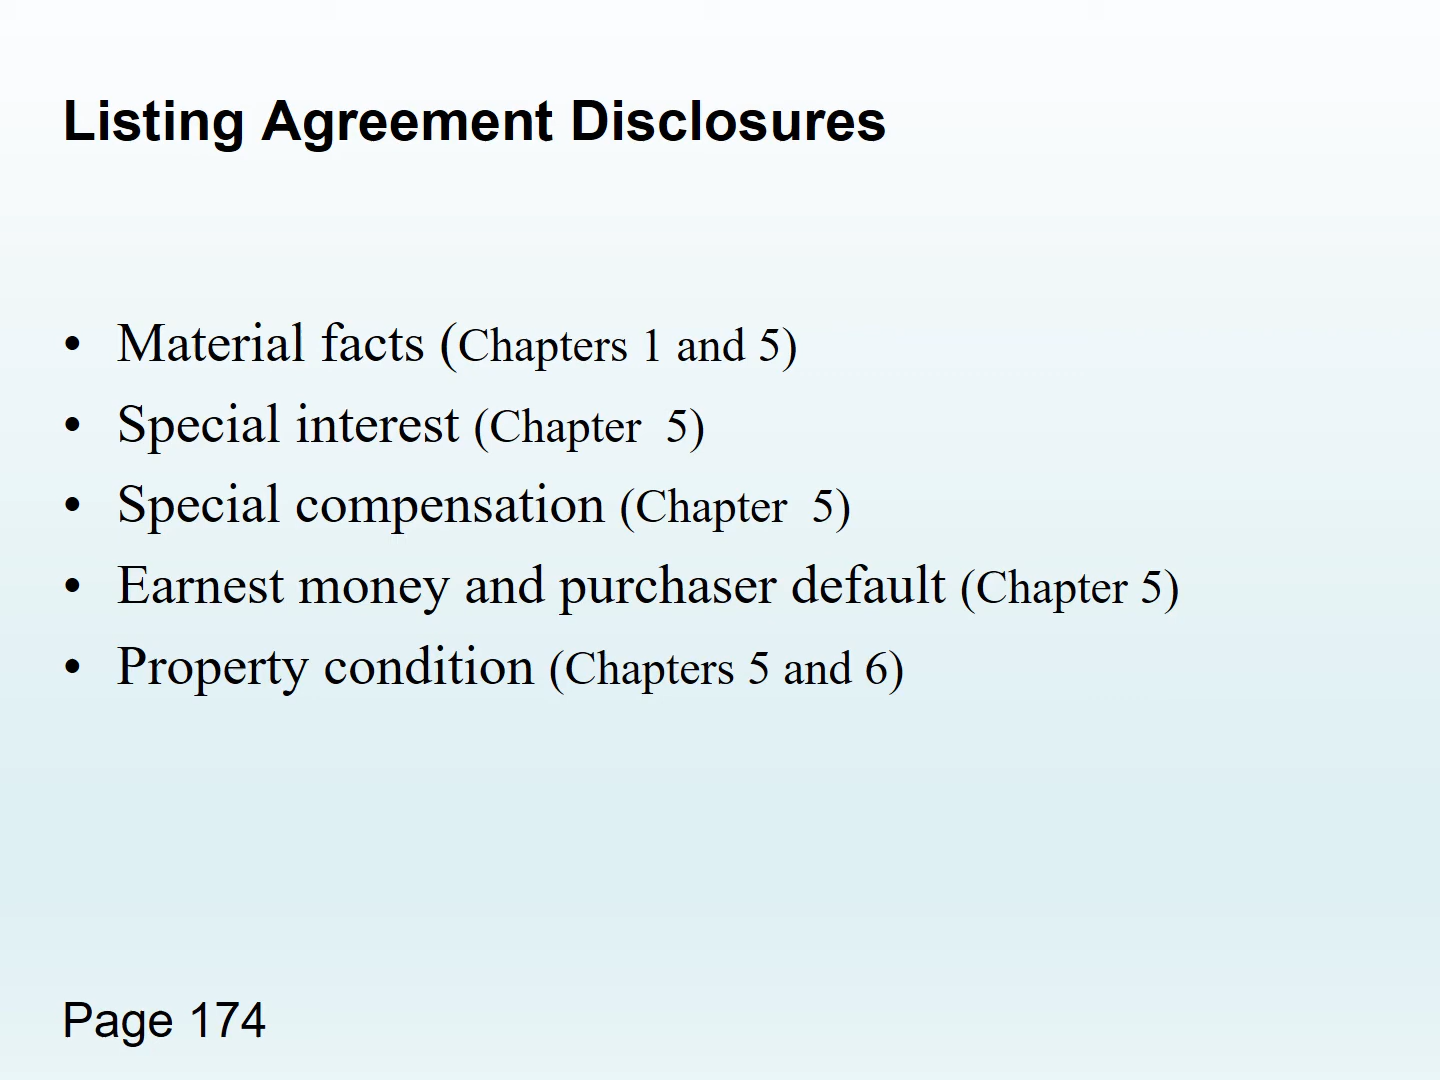 Listing Agreement Disclosures
• Material facts (Chapters 1 and 5)
• Special interest (Chapter  5)
• Special compensation (Chapter  5)
• Earnest money and purchaser default (Chapter 5)
• Property condition (Chapters 5 and 6)
Page 174